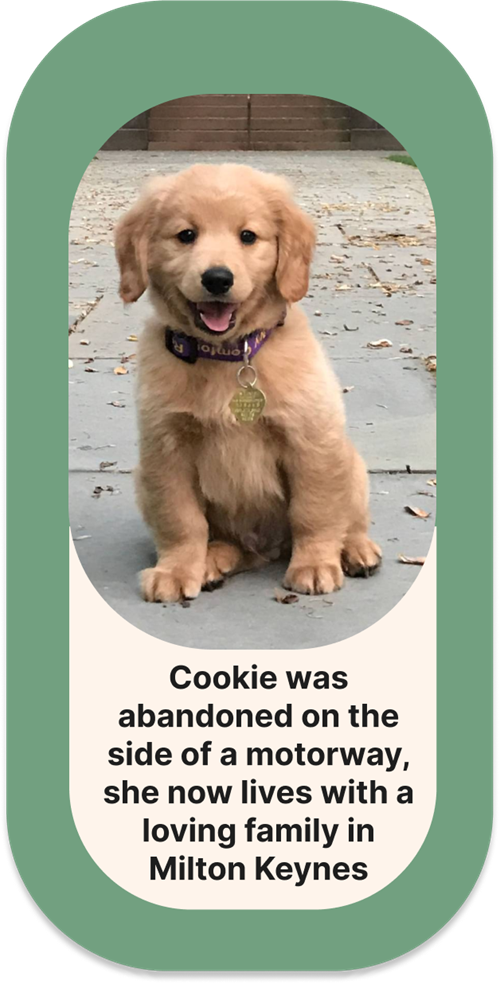 Cookie was
abandoned on the
side of a motorway,
she now lives with a
loving family in
Milton Keynes